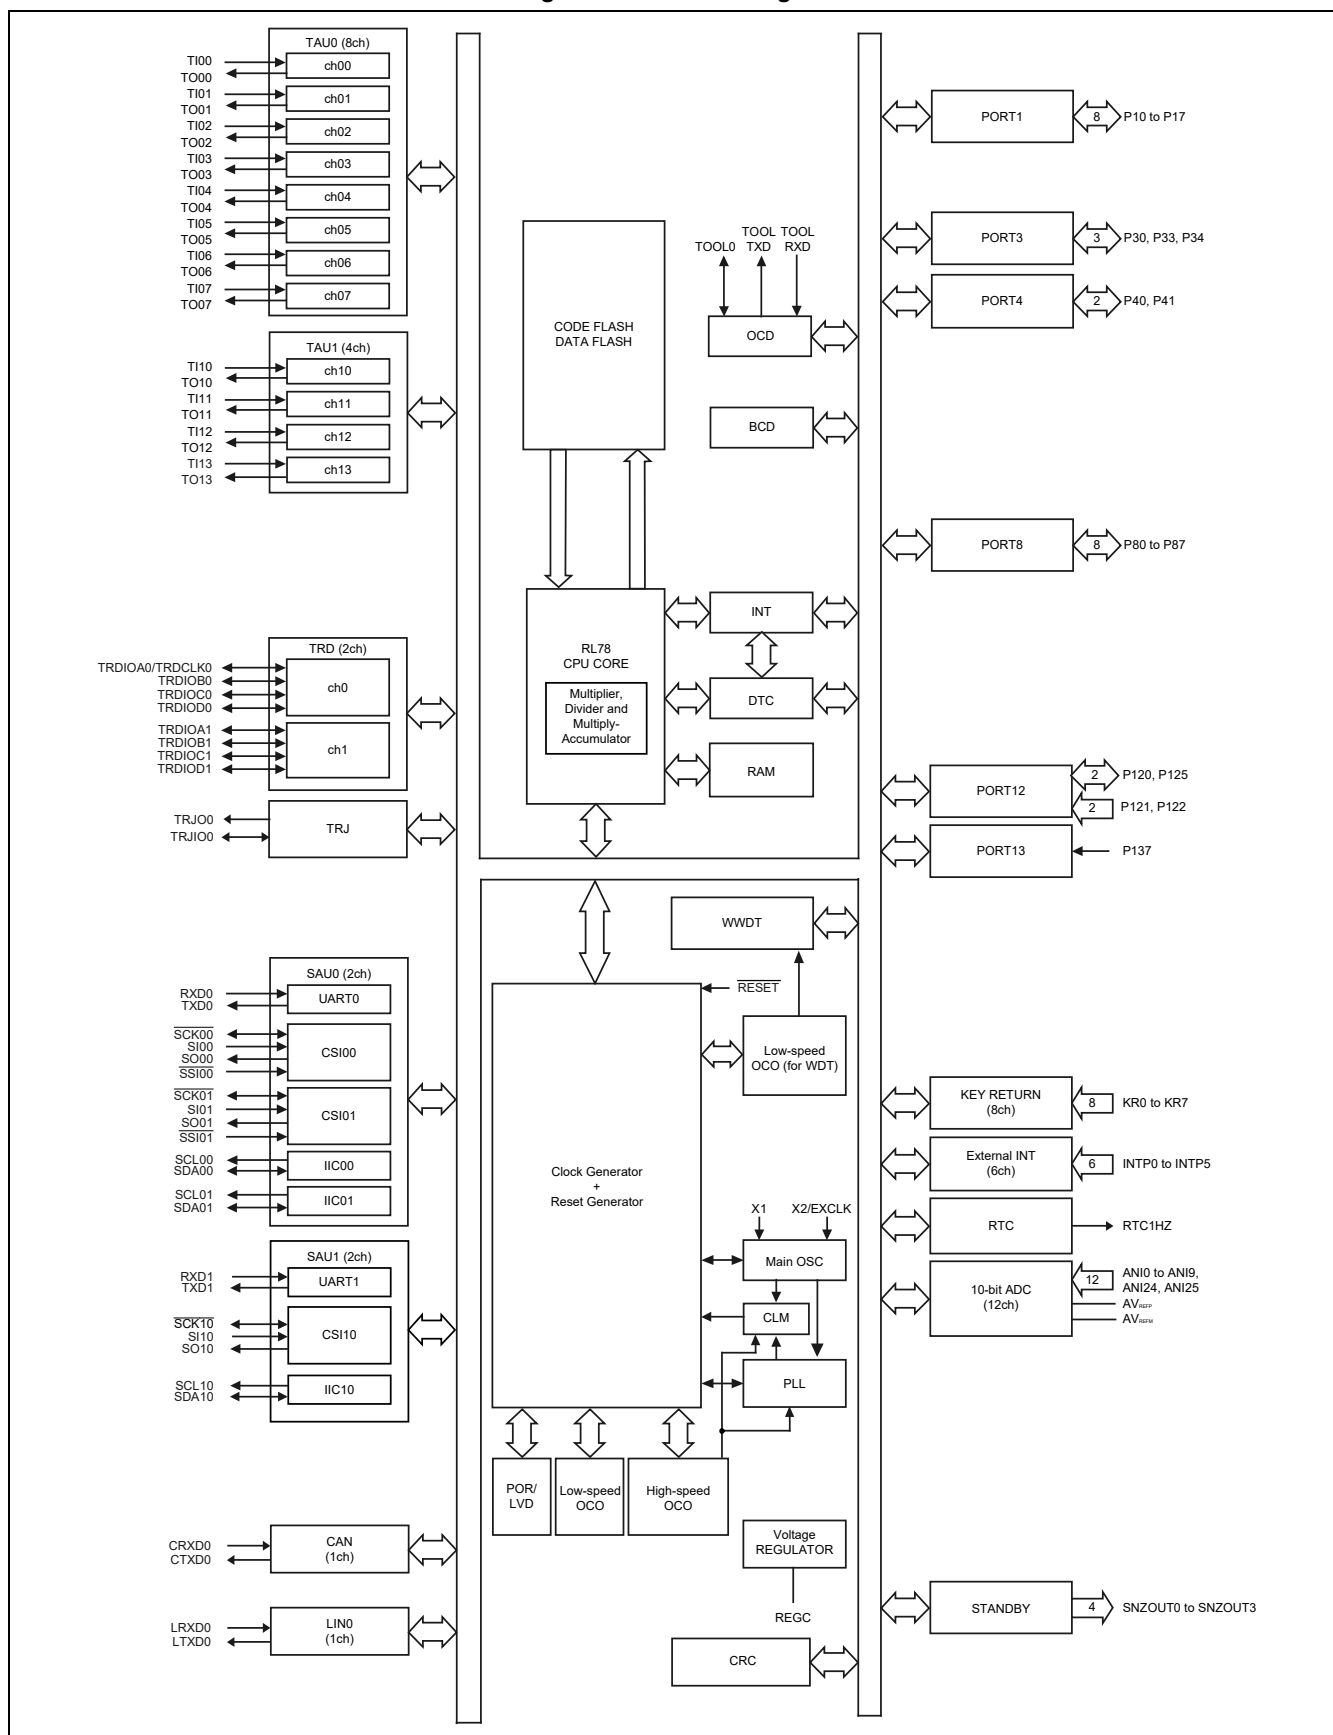 TAU0 (8ch)
TI00
TO00
ch00
TI01
TO01
ch01
TI02
TO02
ch02
TI03
TO03
ch03
TI04
TO04
ch04
TI05
TO05
ch05
TI06
TO06
ch06
TI07
TO07
ch07
TAU1 (4ch)
TI10
TO10
ch10
TI11
TO11
ch11
TI12
TO12
ch12
TI13
TO13
ch13
TRD (2ch)
TRDIOA0/TRDCLK0
TRDIOB0
TRDIOC0
TRDIOD0
ch0
TRDIOA1
TRDIOB1
TRDIOC1
TRDIOD1
ch1
TRJO0
TRJIO0
TRJ
SAU0 (2ch)
RXD0
TXD0
UART0
SCK00
SI00
SO00
SSI00
CSI00
SCK01
SI01
SO01
SSI01
CSI01
SCL00
SDA00
IIC00
SCL01
SDA01
IIC01
SAU1 (2ch)
RXD1
TXD1
UART1
SCK10
SI10
SO10
CSI10
SCL10
SDA10
IIC10
CRXD0
CTXD0
CAN
(1ch)
LRXD0
LTXD0
LIN0
(1ch)
CODE FLASH
DATA FLASH
TOOL0
TOOL
TXD
TOOL
RXD
OCD
BCD
RL78
CPU CORE
Multiplier,
Divider and
Multiply-
Accumulator
INT
DTC
RAM
WWDT
RESET
Low-speed
OCO (for WDT)
Clock Generator
+
Reset Generator
X1
X2/EXCLK
Main OSC
CLM
PLL
POR/
LVD
Low-speed
OCO
High-speed
OCO
Voltage
REGULATOR
REGC
CRC
PORT1
8
P10 to P17
PORT3
3
P30, P33, P34
PORT4
2
P40, P41
PORT8
8
P80 to P87
PORT12
2
P120, P125
2
P121, P122
PORT13
P137
KEY RETURN
(8ch)
8
KR0 to KR7
External INT
(6ch)
6
INTP0 to INTP5
RTC
RTC1HZ
10-bit ADC
(12ch)
12
ANI0 to ANI9,
ANI24, ANI25
AVREFP
AVREFM
STANDBY
4
SNZOUT0 to SNZOUT3